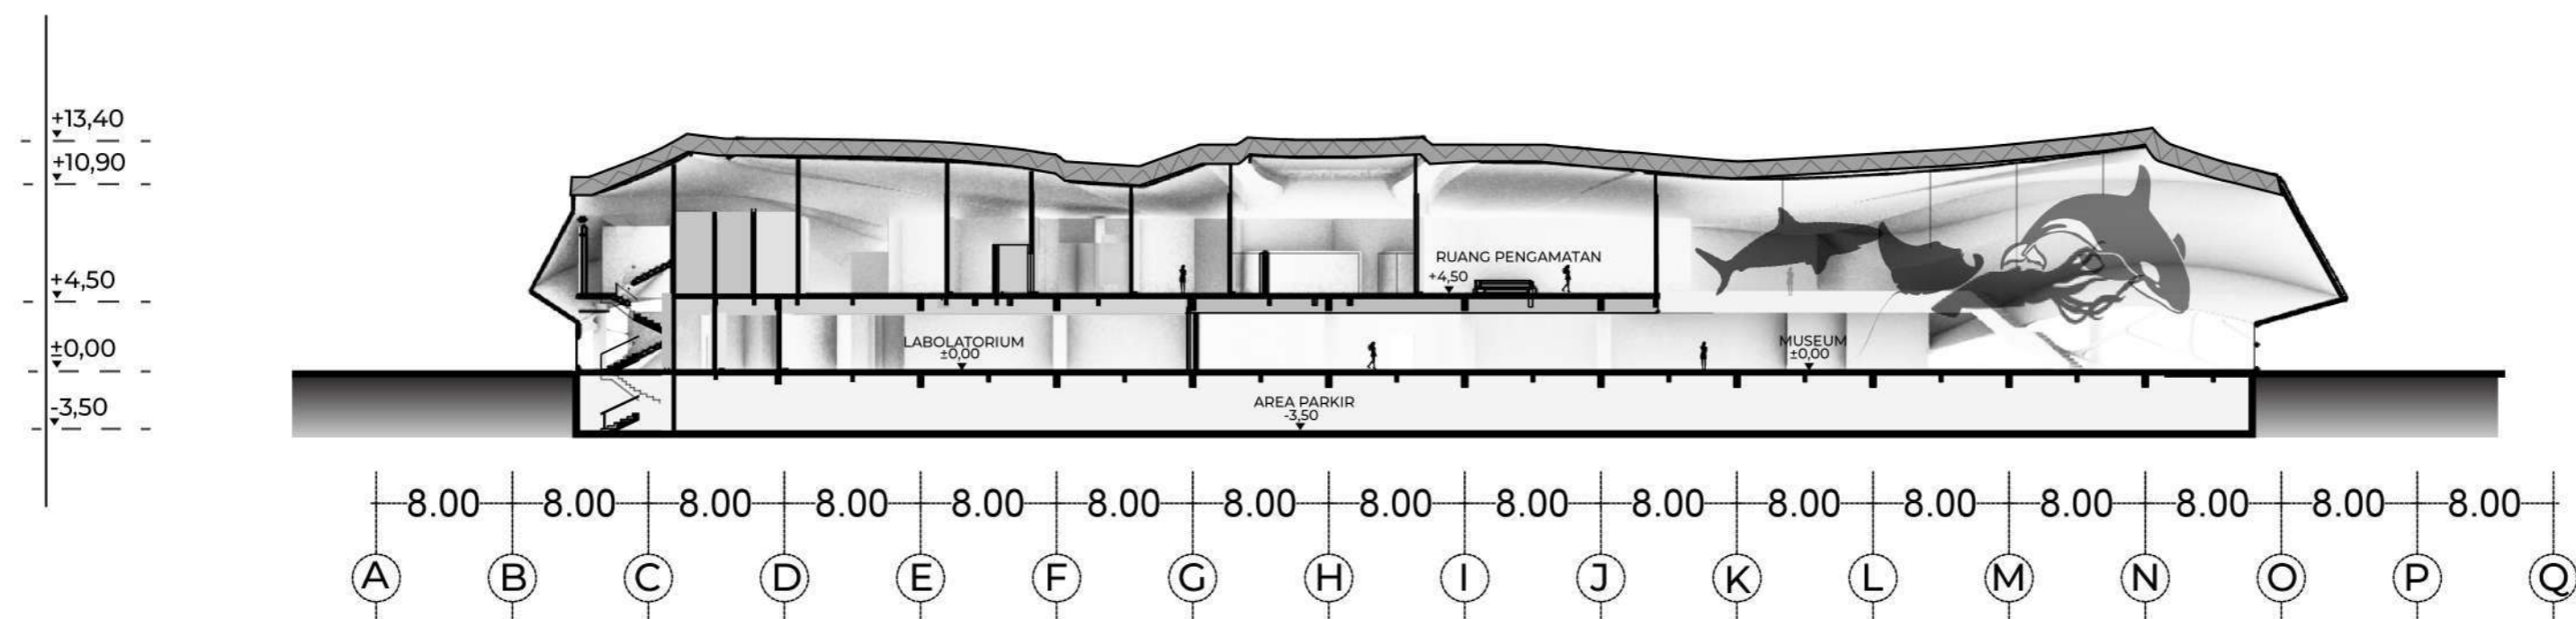 +13,40
+10,90
+4,50
±0,00
-3,50
RUANG PENGAMATAN
+4,50
LABOLATORIUM
±0,00
MUSEUM
±0,00
AREA PARKIR
-3,50
8.00 8.00 8.00 8.00 8.00 8.00 8.00 8.00 8.00 8.00 8.00 8.00 8.00 8.00 8.00 8.00
A B C D E F G H I J K L M N O P Q